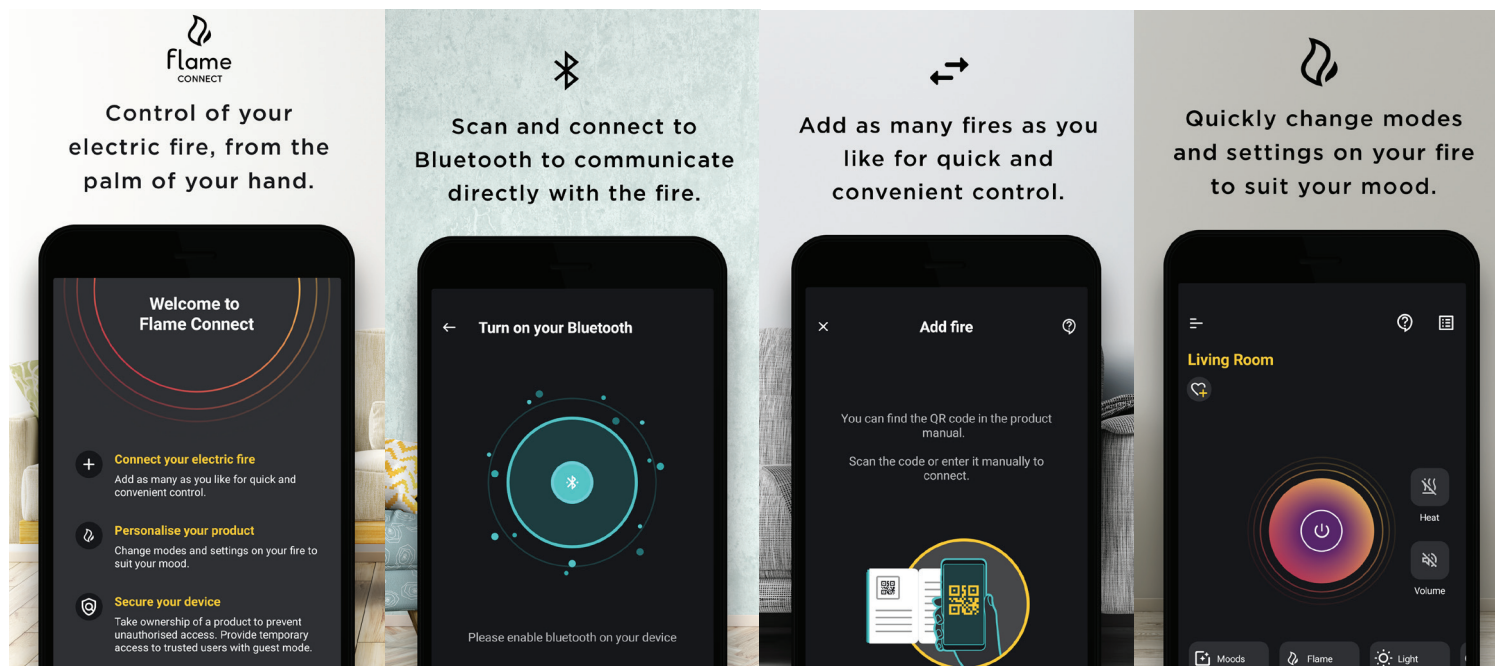 flame
CONNECT
Control of your
electric fire, from the
palm of your hand.
Welcome to
Flame Connect
Connect your electric fire
Add as many as you like for quick and
convenient control.
Personalise your product
Change modes and settings on your fire to
suit your mood.
Secure your device
Take ownership of a product to prevent
unauthorised access. Provide temporary
access to trusted users with guest mode.
Scan and connect to
Bluetooth to communicate
directly with the fire.
Turn on your Bluetooth
Please enable bluetooth on your device
Add as many fires as you
like for quick and
convenient control.
Add fire
You can find the QR code in the product
manual.
Scan the code or enter it manually to
connect.
Quickly change modes
and settings on your fire
to suit your mood.
Living Room
Heat
Volume
Moods
Flame
Light